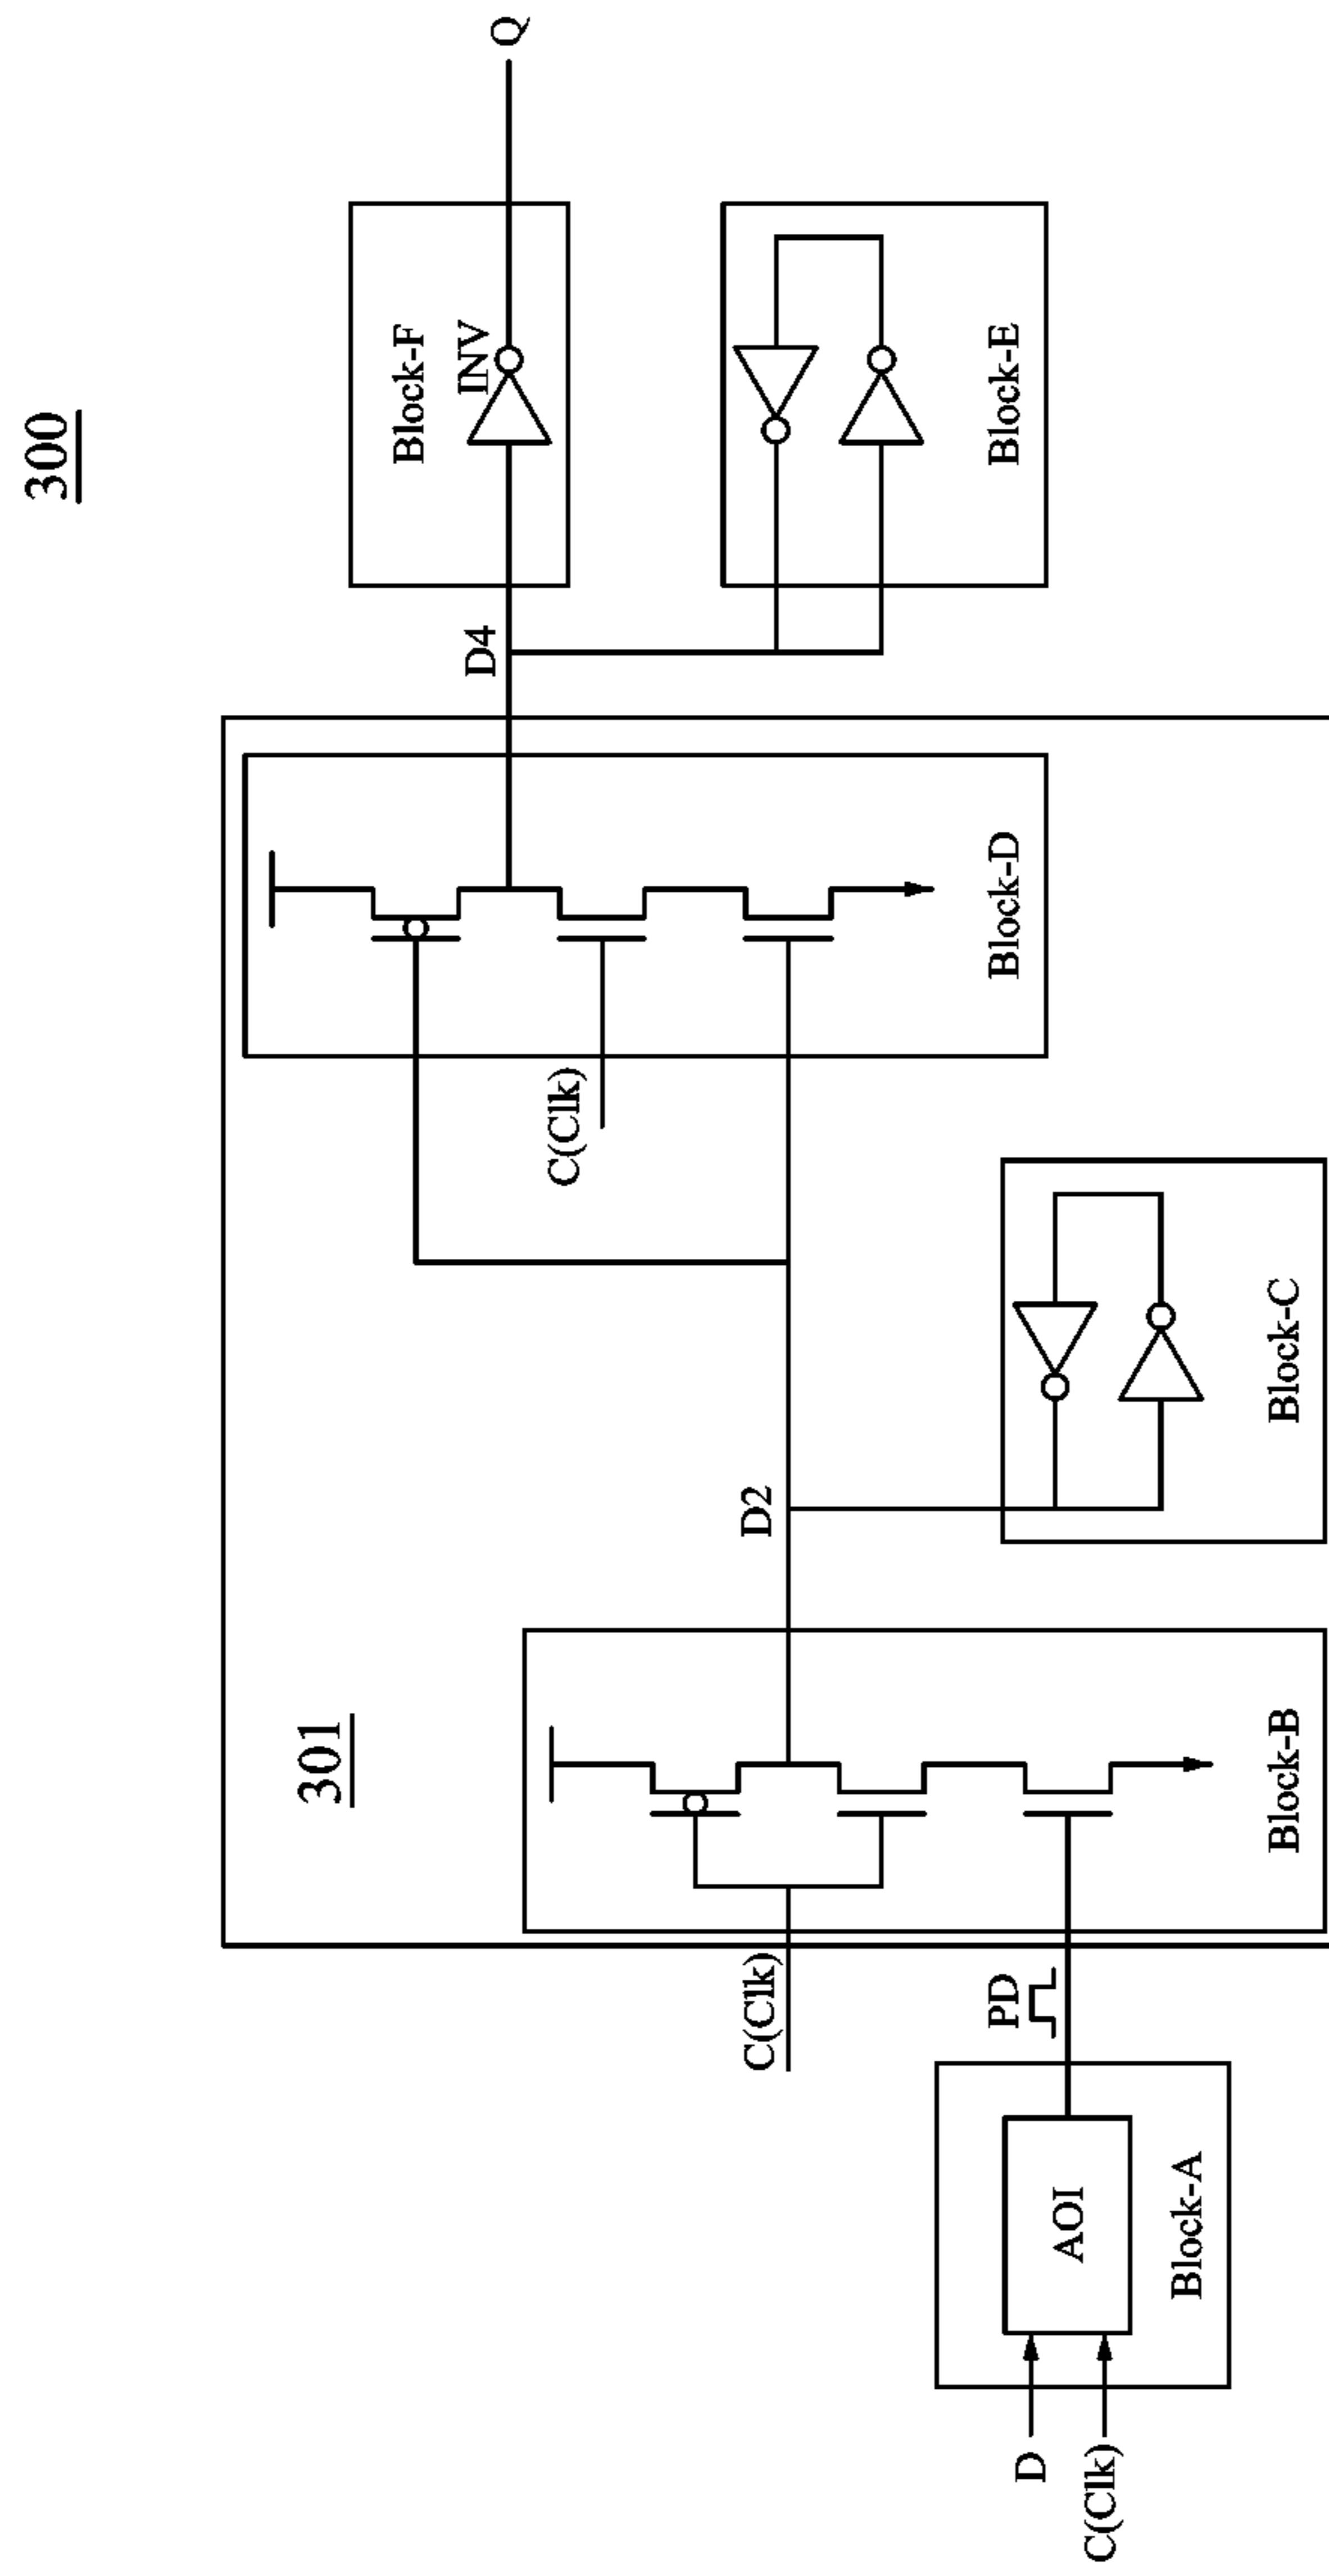 300
301
D
C(Clk)
AOI
Block-A
PD
C(Clk)
Block-B
D2
Block-C
C(Clk)
Block-D
D4
Block-F
INV
Q
Block-E